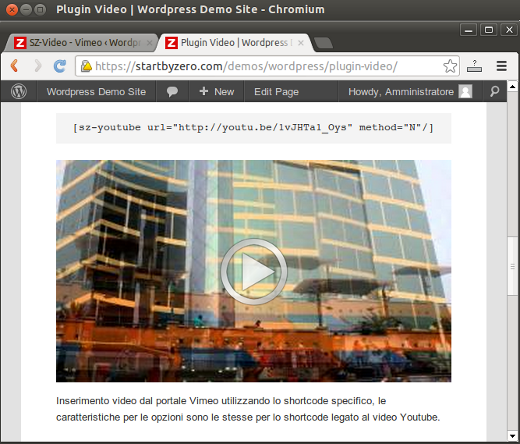 Plugin Video | Wordpress Demo Site - Chromium
SZ-Video - Vimeo ‹ Wordpr
Plugin Video | Wordpress D
https://startbyzero.com/demos/wordpress/plugin-video/
Wordpress Demo Site
+ New
Edit Page
Howdy, Amministratore
[sz-youtube url="http://youtu.be/lvJHTal_Oys" method="N"/]
Inserimento video dal portale Vimeo utilizzando lo shortcode specifico, le
caratteristiche per le opzioni sono le stesse per lo shortcode legato al video Youtube.